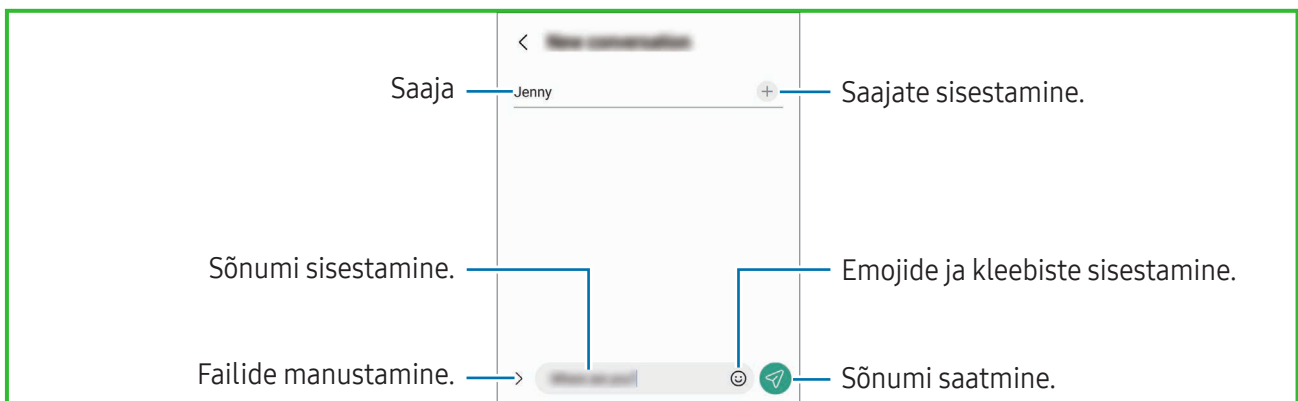 Saaja
Jenny
Saajate sisestamine.
Sõnumi sisestamine.
Emojide ja kleebiste sisestamine.
Failide manustamine.
Sõnumi saatmine.